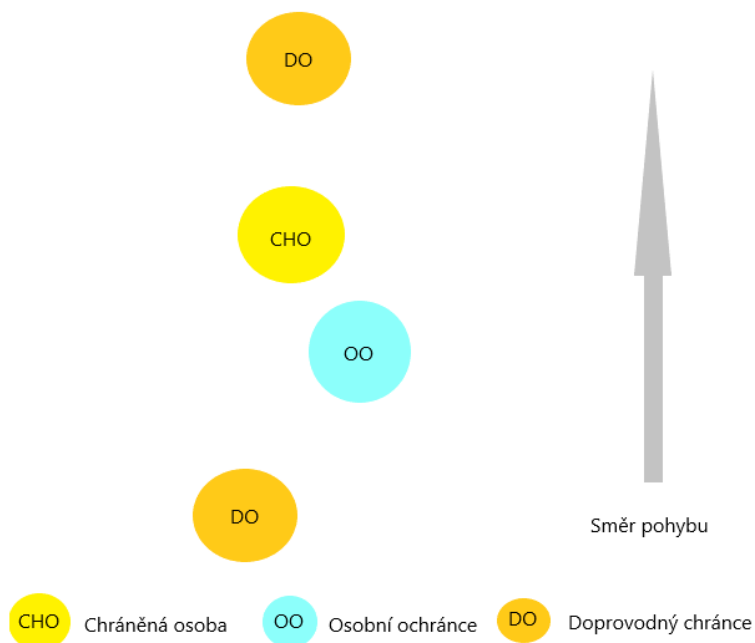 DO
CHO
OO
DO
Směr pohybu
CHO Chráněná osoba OO Osobní ochránce DO Doprovodný chránce